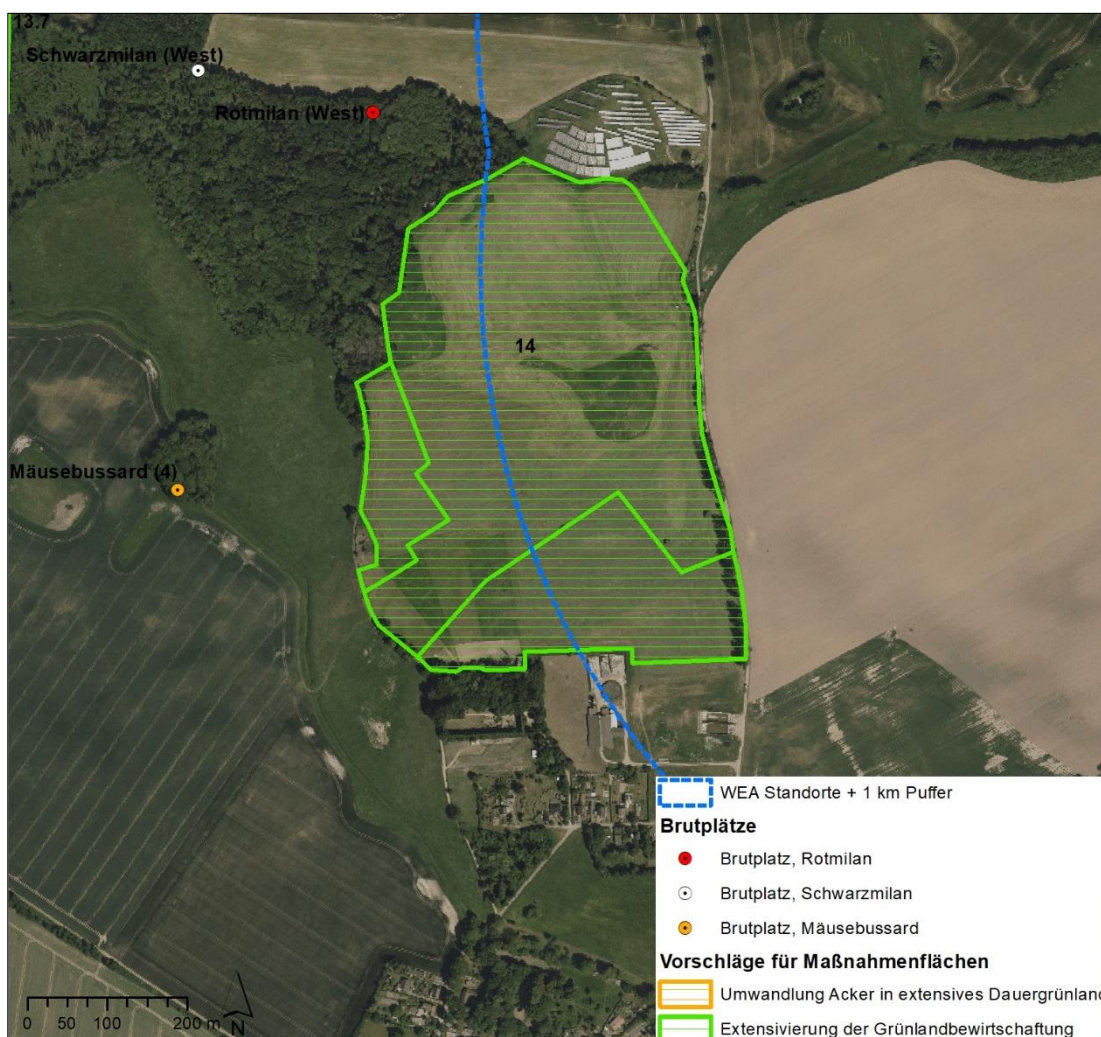 13.7
Schwarzmilan (West)
Rotmilan (West)
14
Mäusebussard (4)
WEA Standorte + 1 km Puffer
Brutplätze
Brutplatz, Rotmilan
Brutplatz, Schwarzmilan
Brutplatz, Mäusebussard
Vorschläge für Maßnahmenflächen
Umwandlung Acker in extensives Dauergrünland
Extensivierung der Grünlandbewirtschaftung
0 50 100 200 m
N